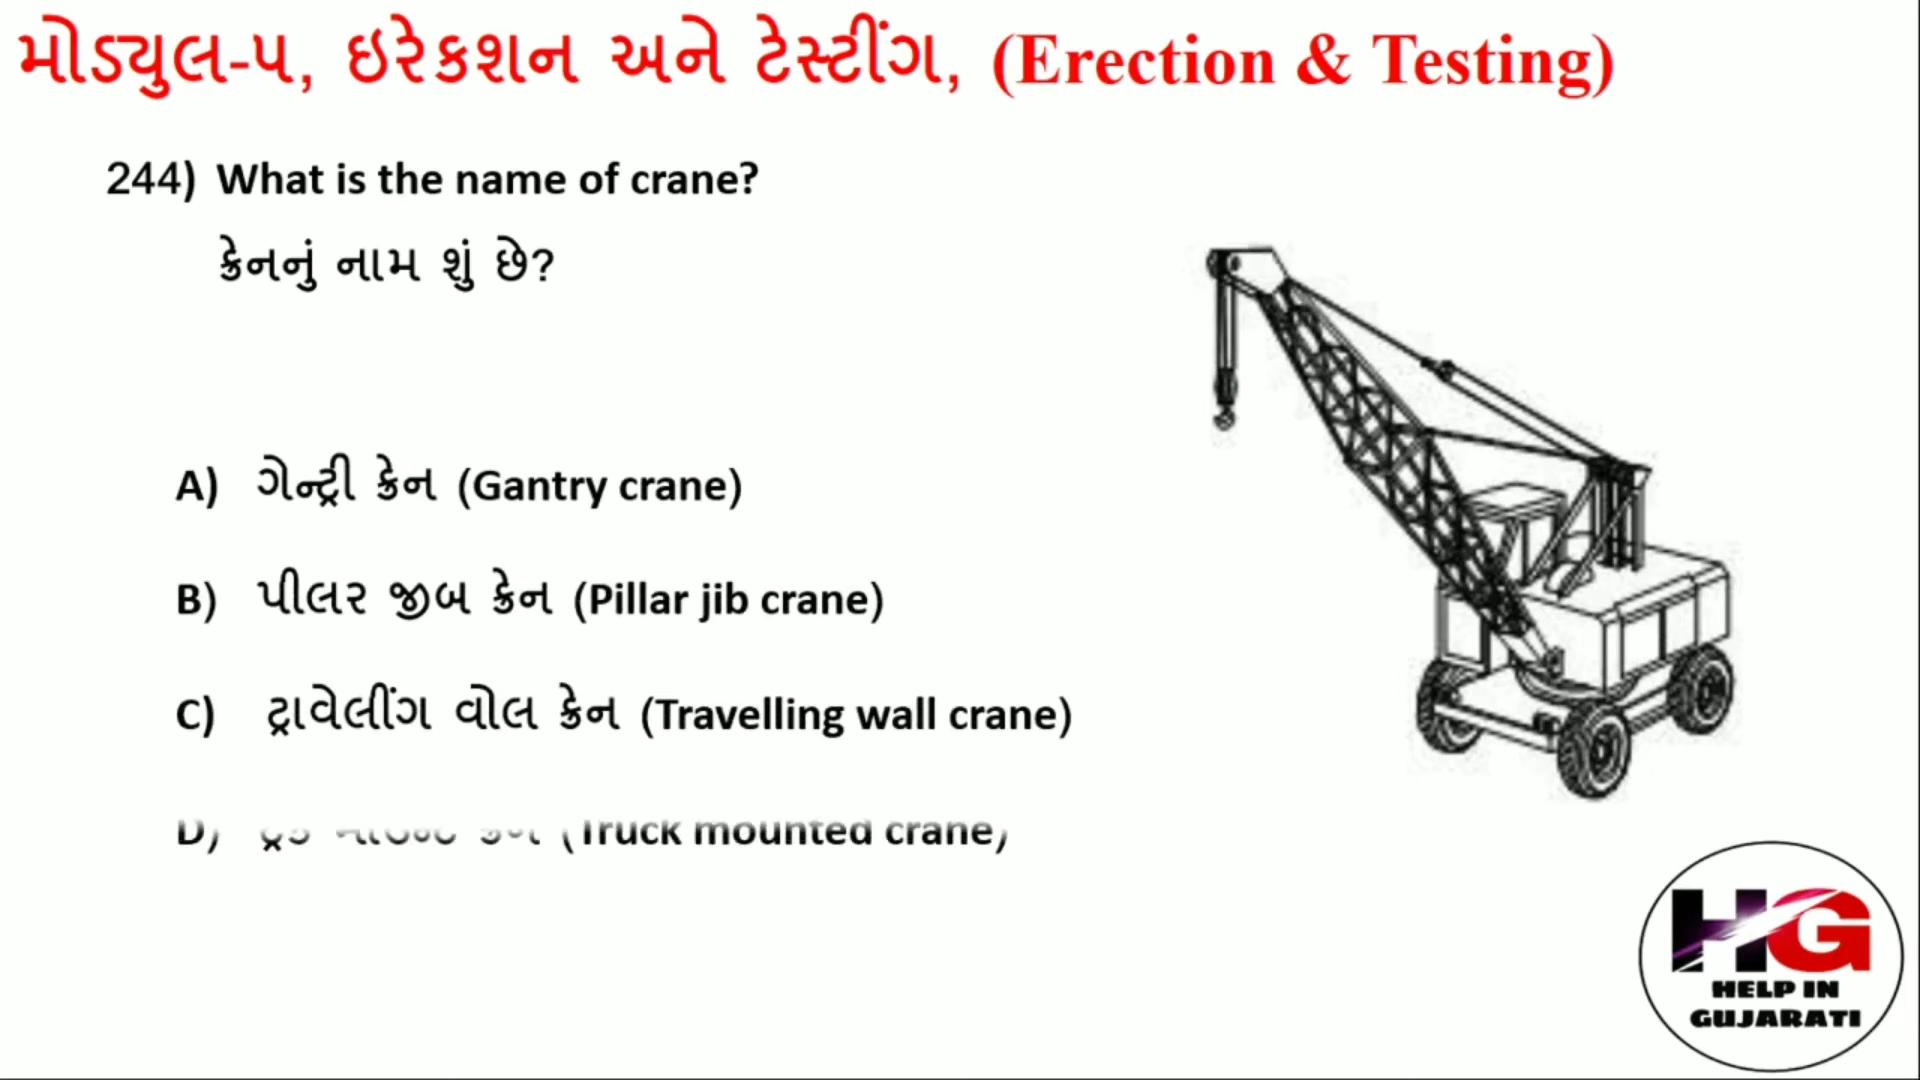 મોડ્યુલ-૫, ઇરેકશન અને ટેસ્ટીંગ, (Erection & Testing)
244) What is the name of crane?
ક્રેનનું નામ શું છે?
A) ગેન્ટ્રી ક્રેન (Gantry crane)
B) પીલર જીબ ક્રેન (Pillar jib crane)
C) ટ્રાવેલીંગ વોલ ક્રેન (Travelling wall crane)
D) (Truck mounted crane)
HG
HELP IN
GUJARATI